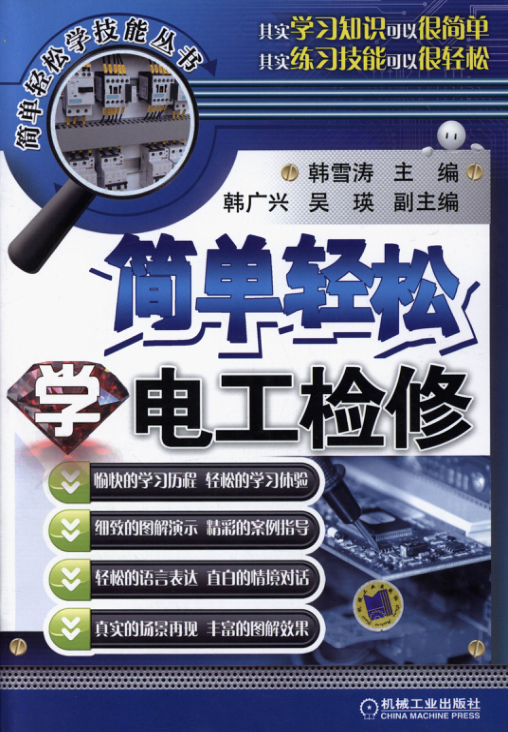 简单轻松学技能丛书
其实学习知识可以很简单
其实练习技能可以很轻松
韩雪涛 主 编
韩广兴 吴 瑛 副主编
简单轻松
学 电工检修
愉快的学习历程 轻松的学习体验
细致的图解演示 精彩的案例指导
轻松的语言表达 直白的情境对话
真实的场景再现 丰富的图解效果
机械工业出版社
CHINA MACHINE PRESS